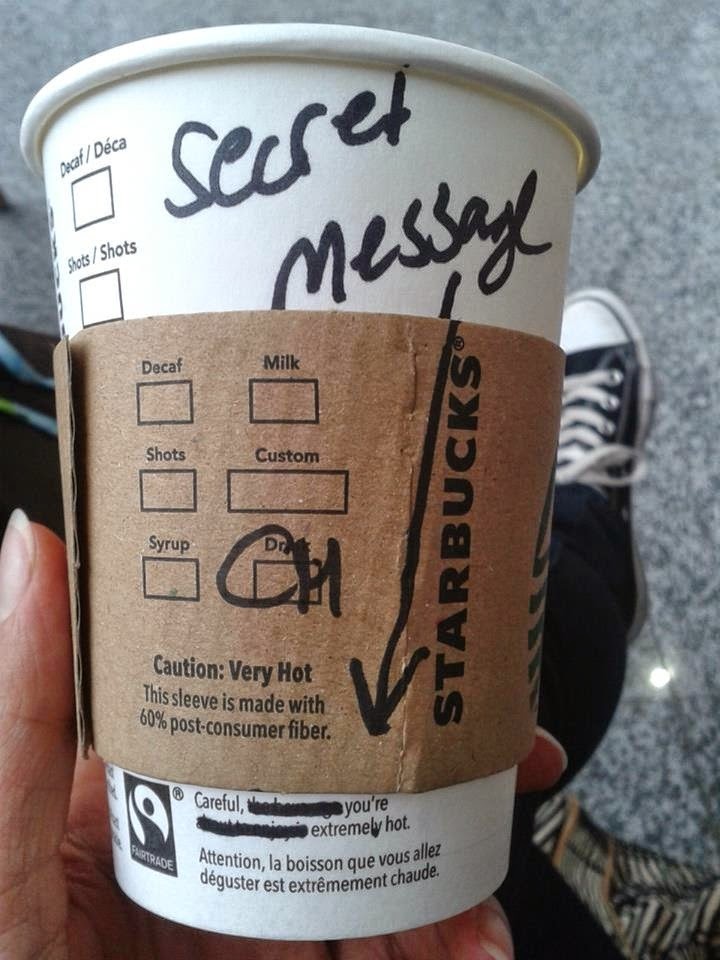 Secret
Message
Decaf / Déca
Shots / Shots
Decaf Milk
Shots Custom
Syrup
CH
STARBUCKS®
Caution: Very Hot
This sleeve is made with
60% post-consumer fiber.
FAIRTRADE
®
Careful, you're
extremely hot.
Attention, la boisson que vous allez
déguster est extrêmement chaude.